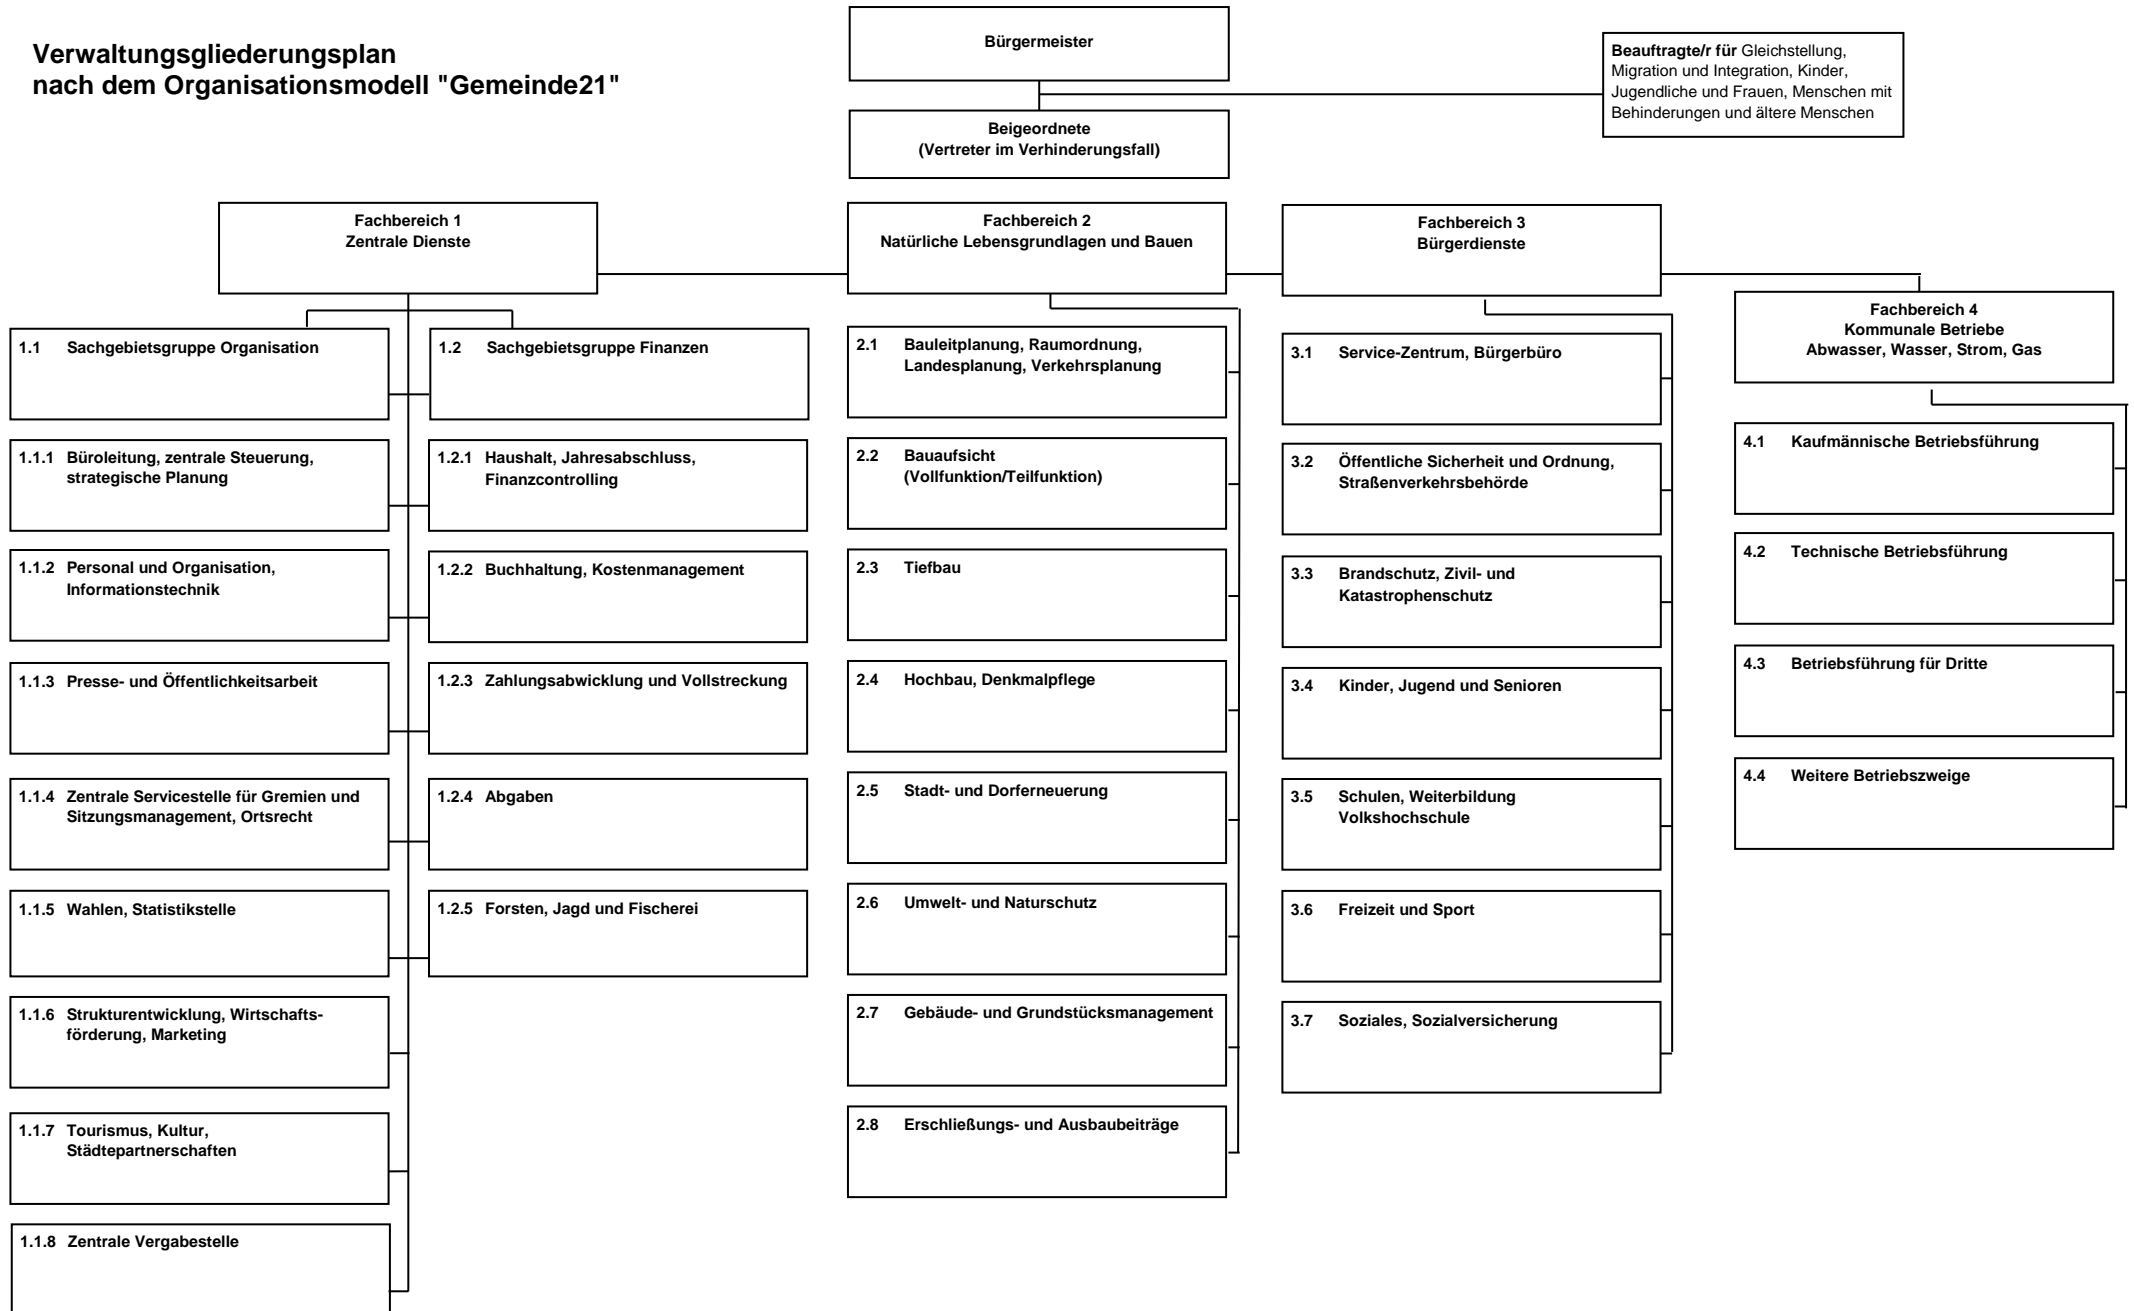 Verwaltungsgliederungsplan
nach dem Organisationsmodell "Gemeinde21"
Bürgermeister
Beauftragte/r für Gleichstellung,
Migration und Integration, Kinder,
Jugendliche und Frauen, Menschen mit
Behinderungen und ältere Menschen
Beigeordnete
(Vertreter im Verhinderungsfall)
Fachbereich 1
Zentrale Dienste
1.1 Sachgebietsgruppe Organisation
1.1.1 Büroleitung, zentrale Steuerung,
strategische Planung
1.1.2 Personal und Organisation,
Informationstechnik
1.1.3 Presse- und Öffentlichkeitsarbeit
1.1.4 Zentrale Servicestelle für Gremien und
Sitzungsmanagement, Ortsrecht
1.1.5 Wahlen, Statistikstelle
1.1.6 Strukturentwicklung, Wirtschafts-
förderung, Marketing
1.1.7 Tourismus, Kultur,
Städtepartnerschaften
1.1.8 Zentrale Vergabestelle
1.2 Sachgebietsgruppe Finanzen
1.2.1 Haushalt, Jahresabschluss,
Finanzcontrolling
1.2.2 Buchhaltung, Kostenmanagement
1.2.3 Zahlungsabwicklung und Vollstreckung
1.2.4 Abgaben
1.2.5 Forsten, Jagd und Fischerei
Fachbereich 2
Natürliche Lebensgrundlagen und Bauen
2.1 Bauleitplanung, Raumordnung,
Landesplanung, Verkehrsplanung
2.2 Bauaufsicht
(Vollfunktion/Teilfunktion)
2.3 Tiefbau
2.4 Hochbau, Denkmalpflege
2.5 Stadt- und Dorferneuerung
2.6 Umwelt- und Naturschutz
2.7 Gebäude- und Grundstücksmanagement
2.8 Erschließungs- und Ausbaubeiträge
Fachbereich 3
Bürgerdienste
3.1 Service-Zentrum, Bürgerbüro
3.2 Öffentliche Sicherheit und Ordnung,
Straßenverkehrsbehörde
3.3 Brandschutz, Zivil- und
Katastrophenschutz
3.4 Kinder, Jugend und Senioren
3.5 Schulen, Weiterbildung
Volkshochschule
3.6 Freizeit und Sport
3.7 Soziales, Sozialversicherung
Fachbereich 4
Kommunale Betriebe
Abwasser, Wasser, Strom, Gas
4.1 Kaufmännische Betriebsführung
4.2 Technische Betriebsführung
4.3 Betriebsführung für Dritte
4.4 Weitere Betriebszweige